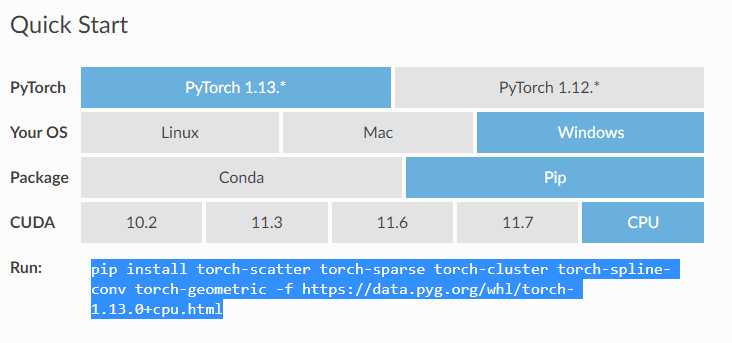 Quick Start
PyTorch PyTorch 1.13.* PyTorch 1.12.*
Your OS Linux Mac Windows
Package Conda Pip
CUDA 10.2 11.3 11.6 11.7 CPU
Run: pip install torch-scatter torch-sparse torch-cluster torch-spline-
conv torch-geometric -f https://data.pyg.org/whl/torch-
1.13.0+cpu.html